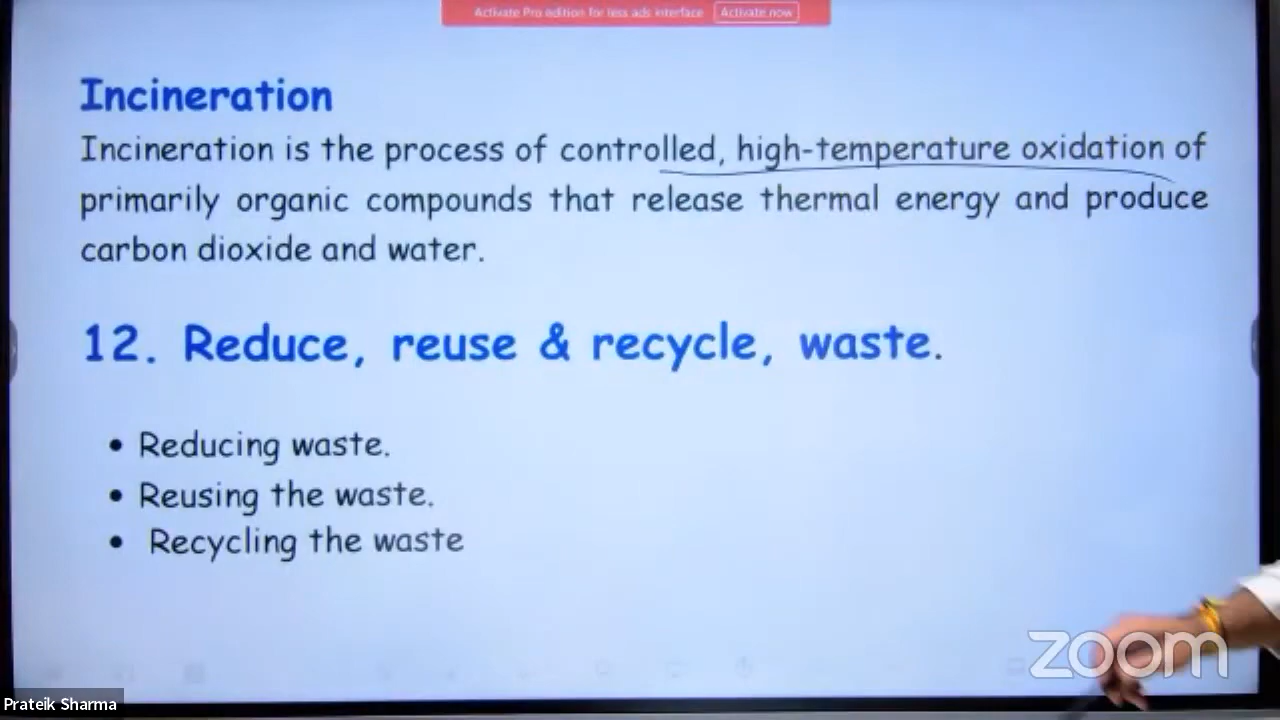 Activate Pro edition for less ads interface Activate now
Incineration
Incineration is the process of controlled, high-temperature oxidation of
primarily organic compounds that release thermal energy and produce
carbon dioxide and water.
12. Reduce, reuse & recycle, waste.
• Reducing waste.
• Reusing the waste.
• Recycling the waste
zoom
Prateik Sharma